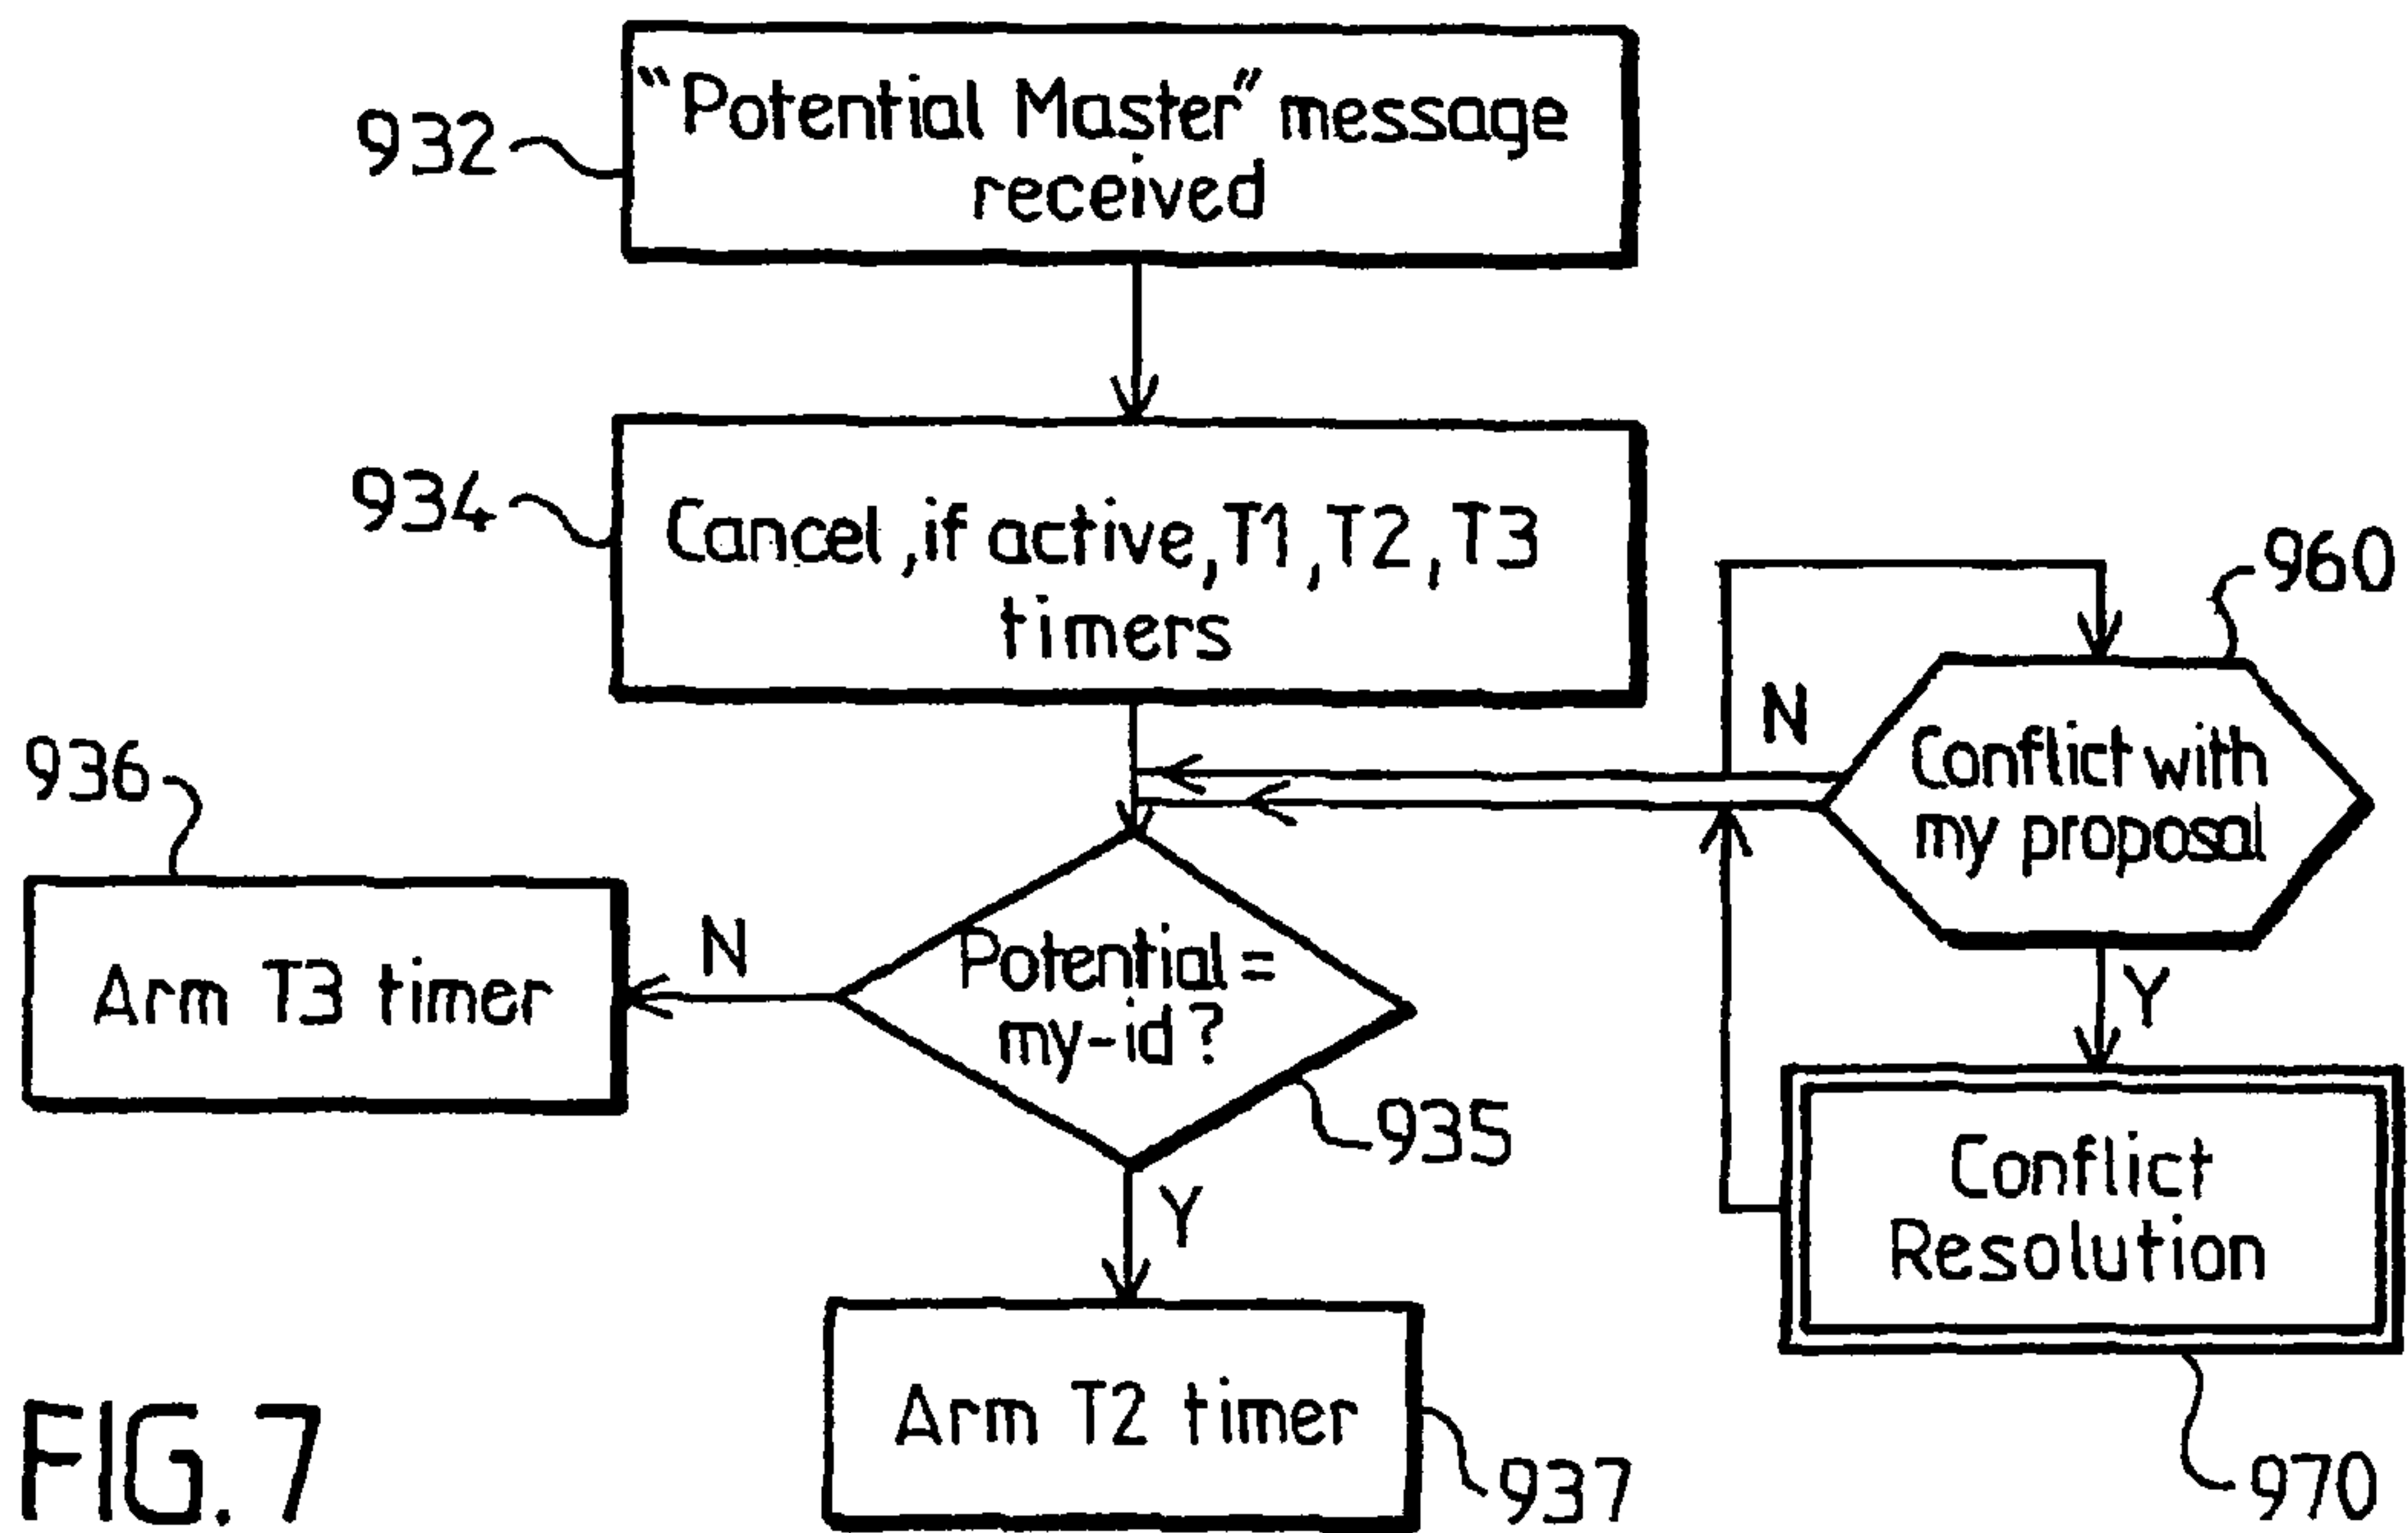 932
“Potential Master” message
received
934
Cancel, if active, T1, T2, T3
timers
960
N
Conflict with
my proposal
Y
936
Arm T3 timer
N
Potential =
my-id ?
935
Y
Conflict
Resolution
970
Arm T2 timer
937
FIG. 7